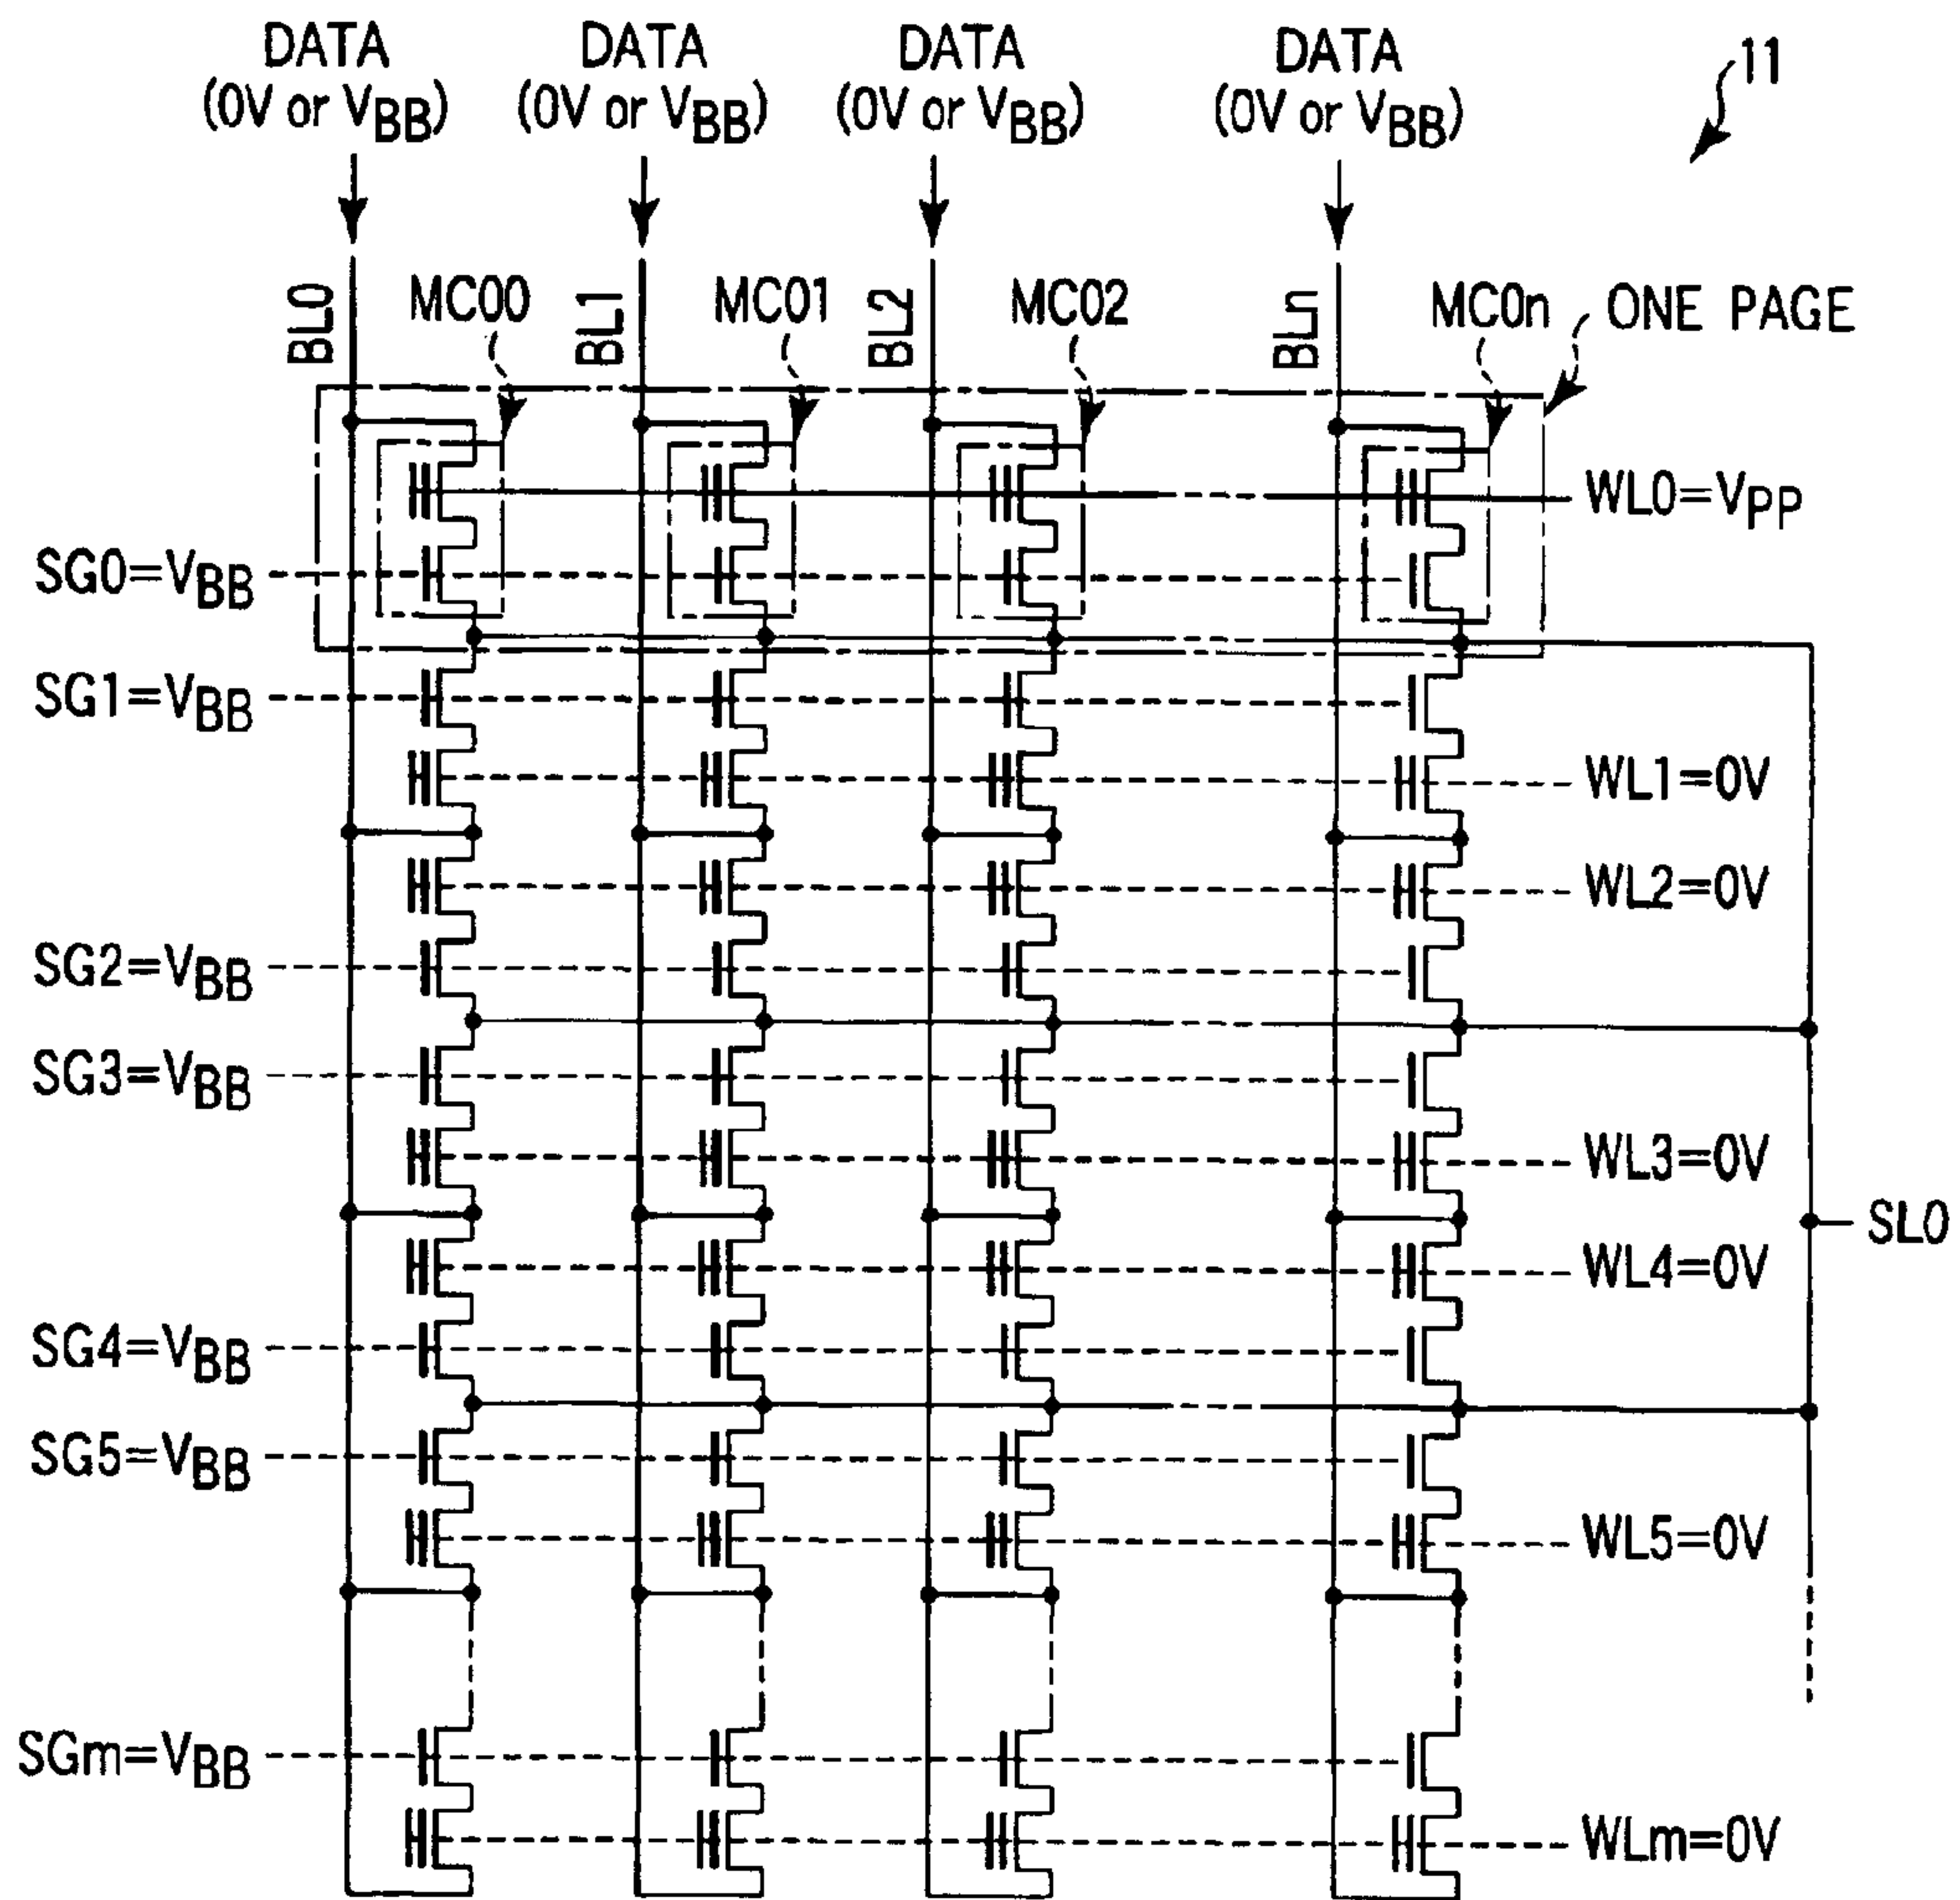 DATA
(0V or VBB)
DATA
(0V or VBB)
DATA
(0V or VBB)
DATA
(0V or VBB)
11
BL0
MC00
BL1
MC01
BL2
MC02
BLn
MC0n
ONE PAGE
WL0=VPP
SG0=VBB
SG1=VBB
WL1=0V
WL2=0V
SG2=VBB
SG3=VBB
WL3=0V
SL0
WL4=0V
SG4=VBB
SG5=VBB
WL5=0V
SGm=VBB
WLm=0V